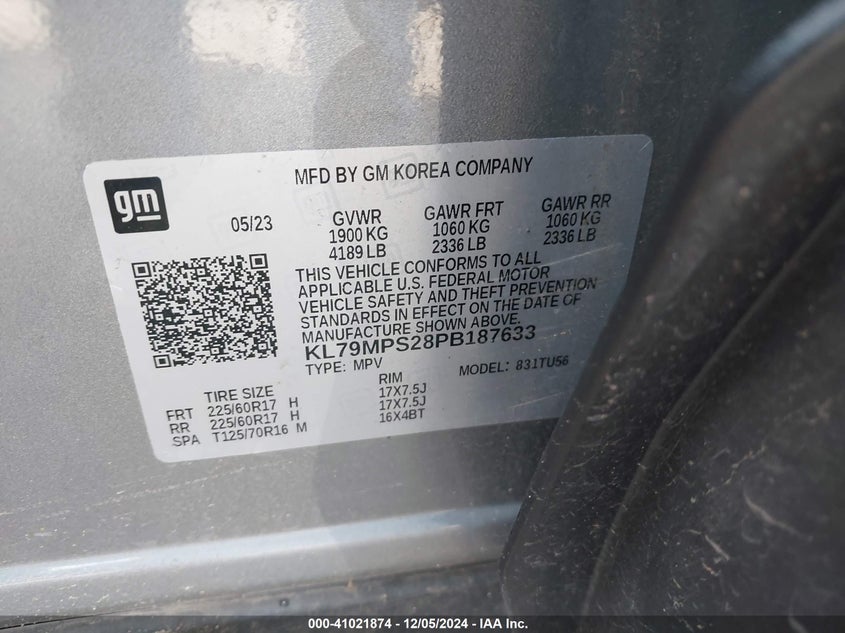 MFD BY GM KOREA COMPANY
gm
05/23
GVWR GAWR FRT GAWR RR
1900 KG 1060 KG 1060 KG
4189 LB 2336 LB 2336 LB
THIS VEHICLE CONFORMS TO ALL
APPLICABLE U.S. FEDERAL MOTOR
VEHICLE SAFETY AND THEFT PREVENTION
STANDARDS IN EFFECT ON THE DATE OF
MANUFACTURE SHOWN ABOVE.
KL79MPS28PB187633
TYPE: MPV MODEL: 831TU56
TIRE SIZE RIM
FRT 225/60R17 H 17X7.5J
RR 225/60R17 H 17X7.5J
SPA T125/70R16 M 16X4BT
000-41021874 - 12/05/2024 - IAA Inc.